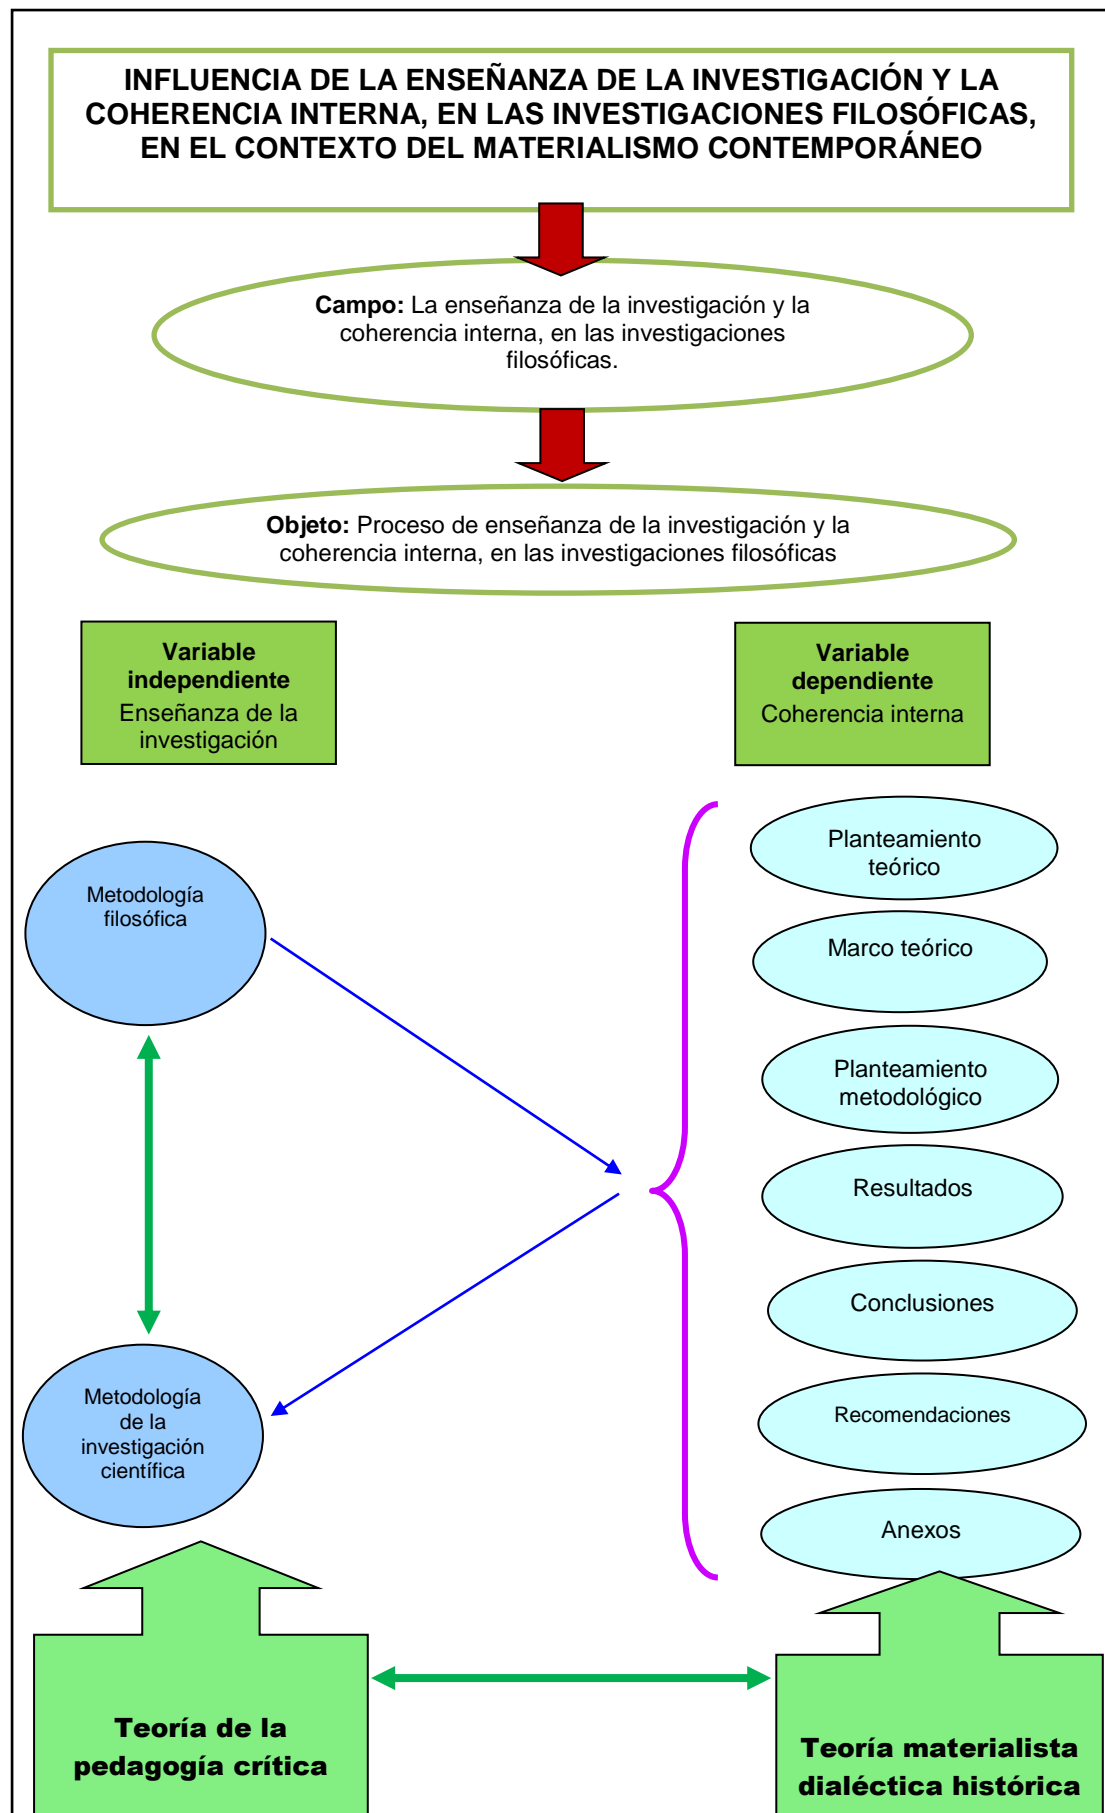 INFLUENCIA DE LA ENSEÑANZA DE LA INVESTIGACIÓN Y LA
COHERENCIA INTERNA, EN LAS INVESTIGACIONES FILOSÓFICAS,
EN EL CONTEXTO DEL MATERIALISMO CONTEMPORÁNEO
Campo: La enseñanza de la investigación y la
coherencia interna, en las investigaciones
filosóficas.
Objeto: Proceso de enseñanza de la investigación y la
coherencia interna, en las investigaciones filosóficas
Variable
independiente
Enseñanza de la
investigación
Variable
dependiente
Coherencia interna
Metodología
filosófica
Metodología
de la
investigación
científica
Planteamiento
teórico
Marco teórico
Planteamiento
metodológico
Resultados
Conclusiones
Recomendaciones
Anexos
Teoría de la
pedagogía crítica
Teoría materialista
dialéctica histórica